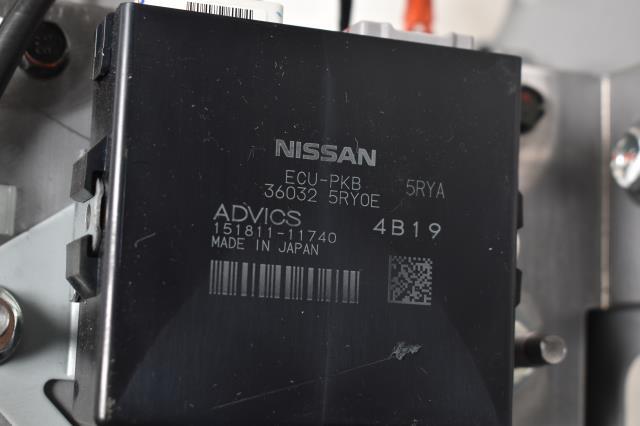 NISSAN
ECU-PKB 5RYA
36032 5RY0E
ADVICS 4B19
151811-11740
MADE IN JAPAN